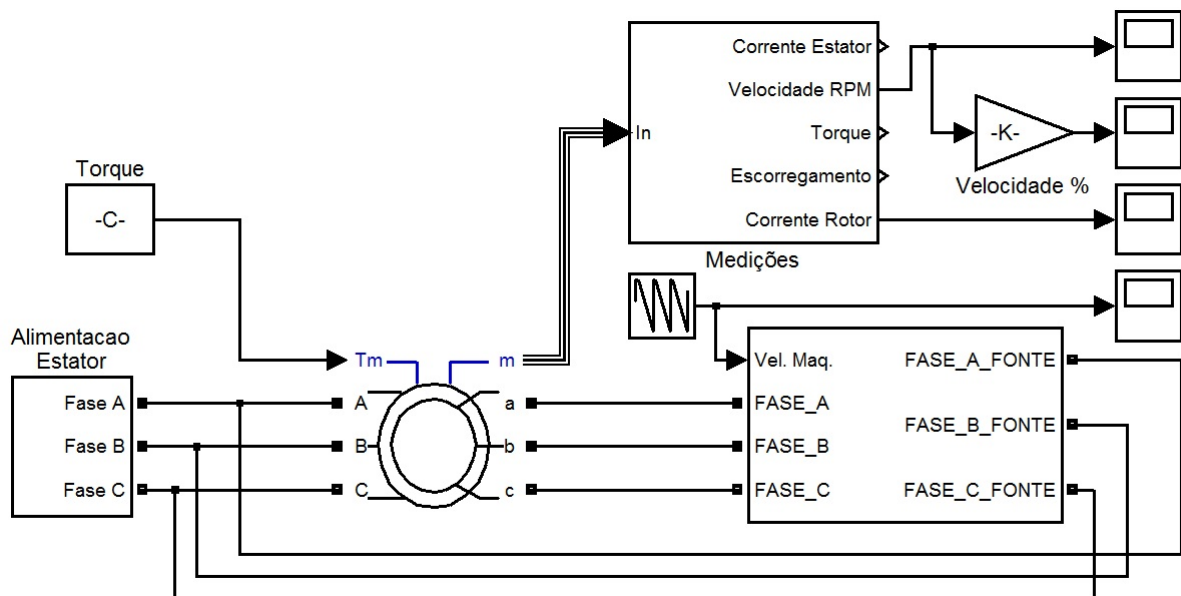 Corrente Estator
Velocidade RPM
In
Torque
-K-
Escorregamento
Velocidade %
Corrente Rotor
Medições
Torque
-C-
Alimentacao
Estator
Fase A
Fase B
Fase C
Tm
m
A
a
B
b
C
c
Vel. Maq.
FASE_A_FONTE
FASE_A
FASE_B_FONTE
FASE_B
FASE_C
FASE_C_FONTE